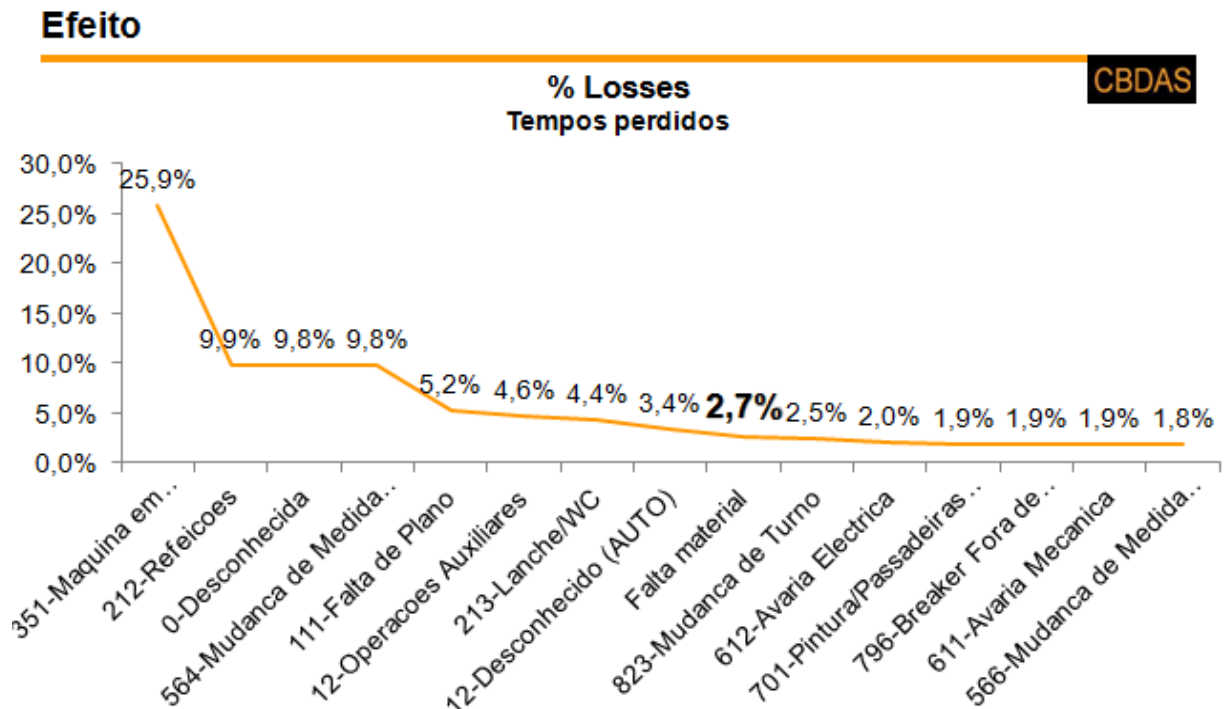 Efeito
CBDAS
% Losses
Tempos perdidos
30,0%
25,0%
20,0%
15,0%
10,0%
5,0%
0,0%
25,9%
9,9%
9,8%
9,8%
5,2%
4,6%
4,4%
3,4%
2,7%
2,5%
2,0%
1,9%
1,9%
1,9%
1,8%
351-Maquina em..
212-Refeicoes
0-Desconhecida
564-Mudanca de Medida..
111-Falta de Plano
12-Operacoes Auxiliares
213-Lanche/WC
12-Desconhecido (AUTO)
Falta material
823-Mudanca de Turno
612-Avaria Electrica
701-Pintura/Passadeiras..
796-Breaker Fora de..
611-Avaria Mecanica
566-Mudanca de Medida..